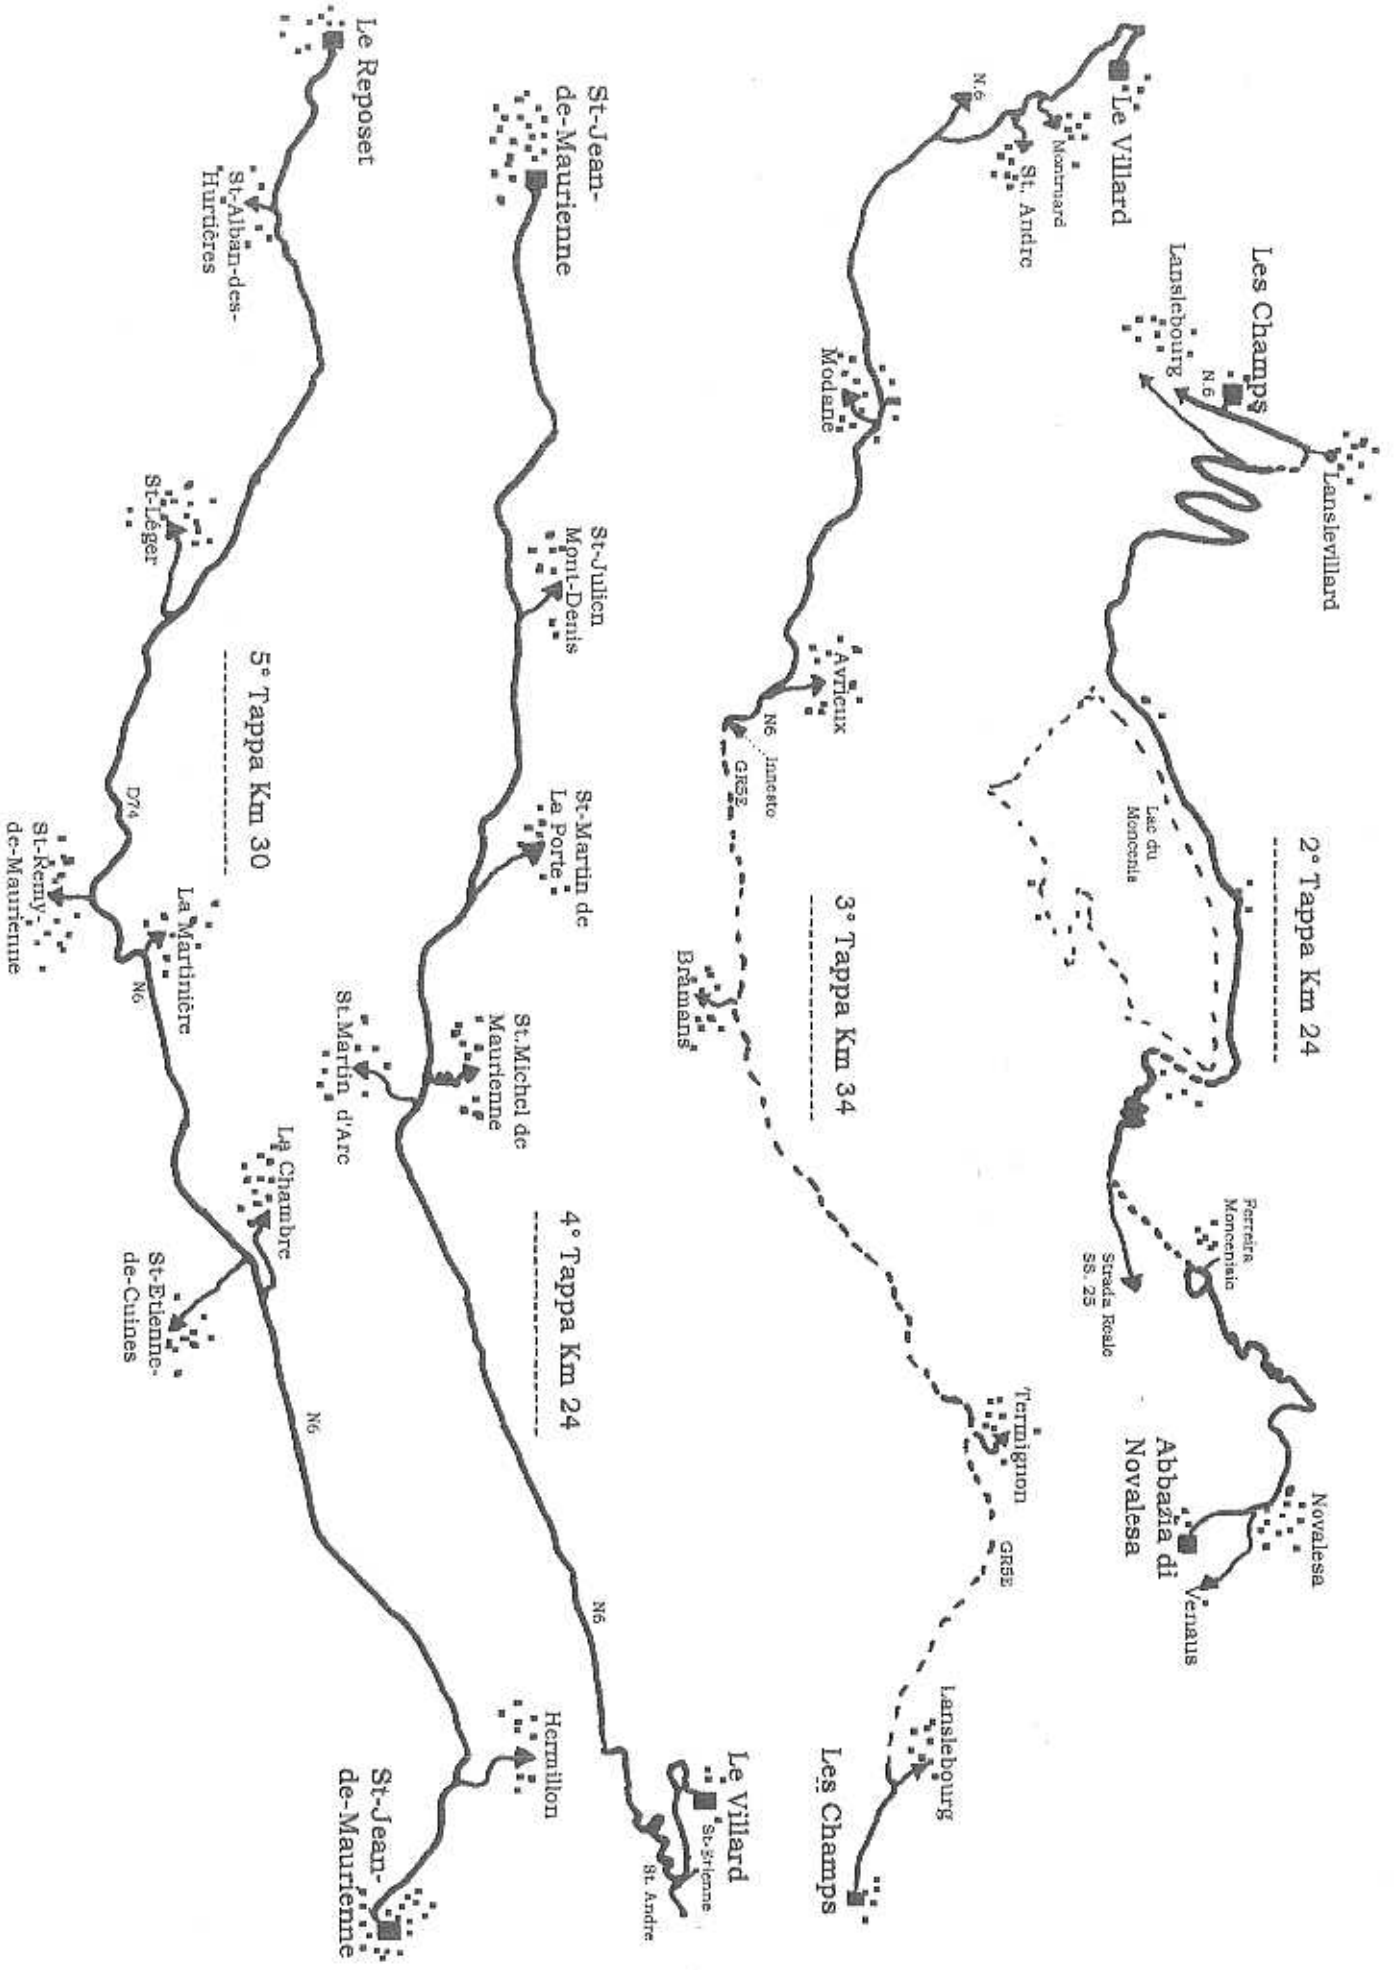 2° Tappa Km 24
Les Champs
Lanslebourg
N.6
Lanslevillard
Lac du
Moncenis
Strada Reale
SS. 25
Ferreira
Moncenisio
Novalesa
Abbazia di
Novalesa
Venaus
3° Tappa Km 34
Le Villard
Montruard
St. Andre
N.6
Modane
Avrieux
N6
Innesto
GR5E
Bramans
Termignon
GR5E
Lanslebourg
Les Champs
4° Tappa Km 24
St-Jean-
de-Maurienne
St-Julien
Mont-Denis
St-Martin de
La Porte
St.Michel de
Maurienne
St.Martin d'Arc
N6
Le Villard
St-Etienne
St. Andre
5° Tappa Km 30
Le Reposet
St-Alban-des-
Hurtières
St-Léger
D74
St-Remy-
de-Maurienne
La Martinière
N6
La Chambre
St-Etienne-
de-Cuines
N6
Hermillon
St-Jean-
de-Maurienne